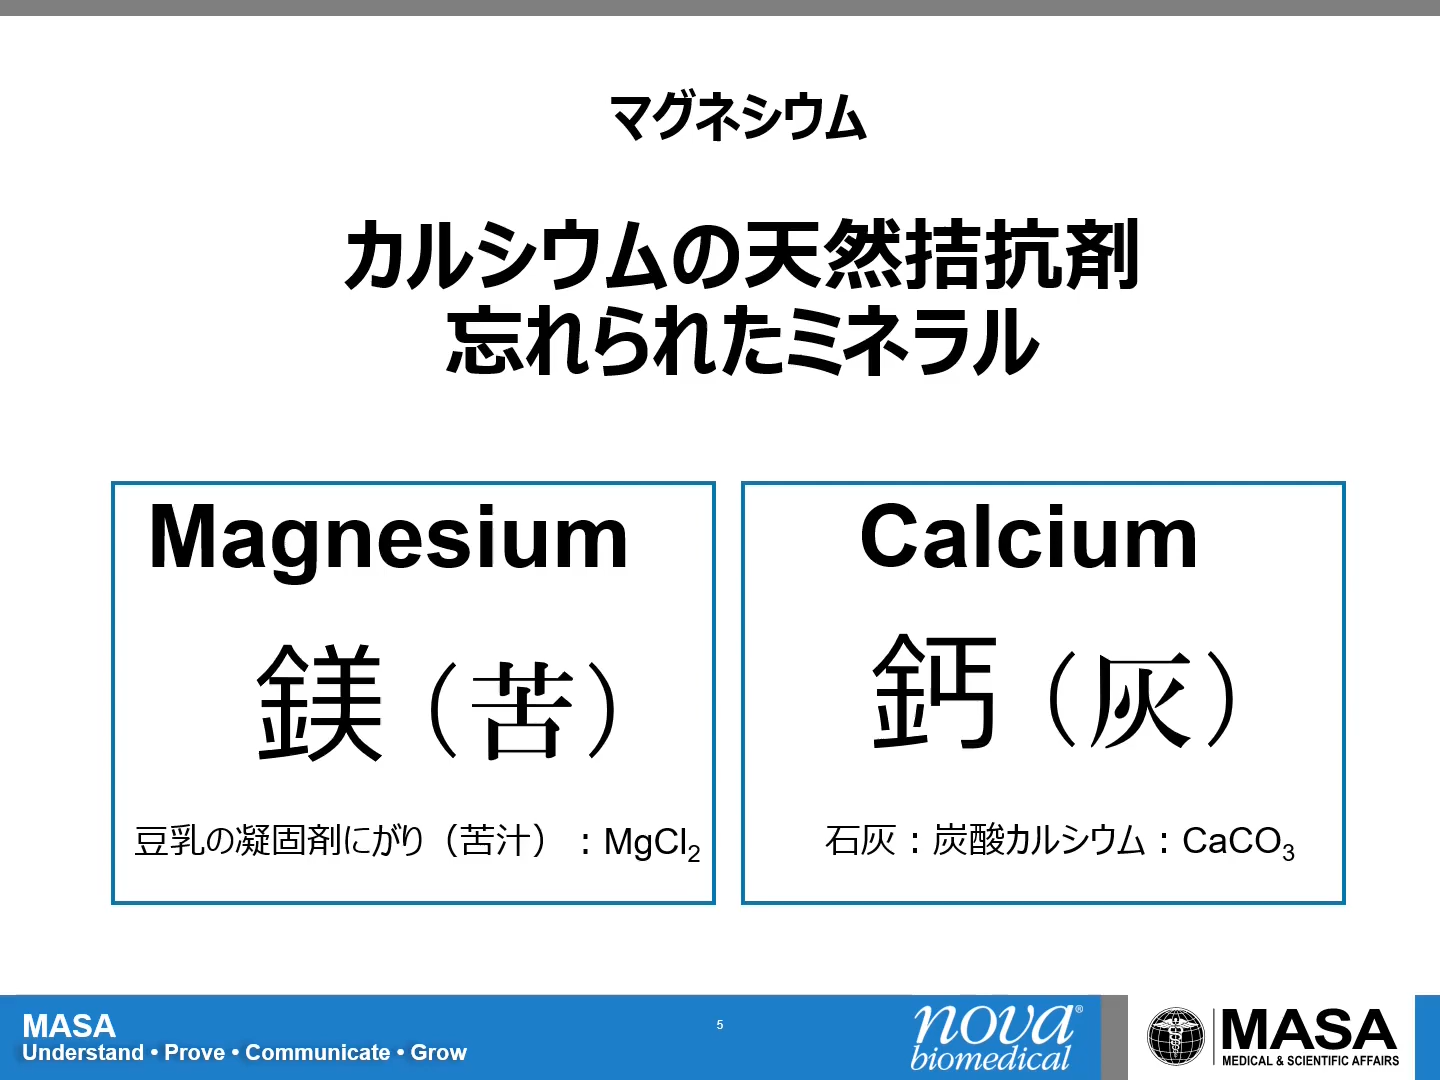 マグネシウム
カルシウムの天然拮抗剤
忘れられたミネラル
Magnesium
鎂（苦）
豆乳の凝固剤にがり（苦汁）：MgCl₂
Calcium
鈣（灰）
石灰：炭酸カルシウム：CaCO₃
MASA
Understand • Prove • Communicate • Grow
5
nova®
biomedical
MASA
MEDICAL & SCIENTIFIC AFFAIRS